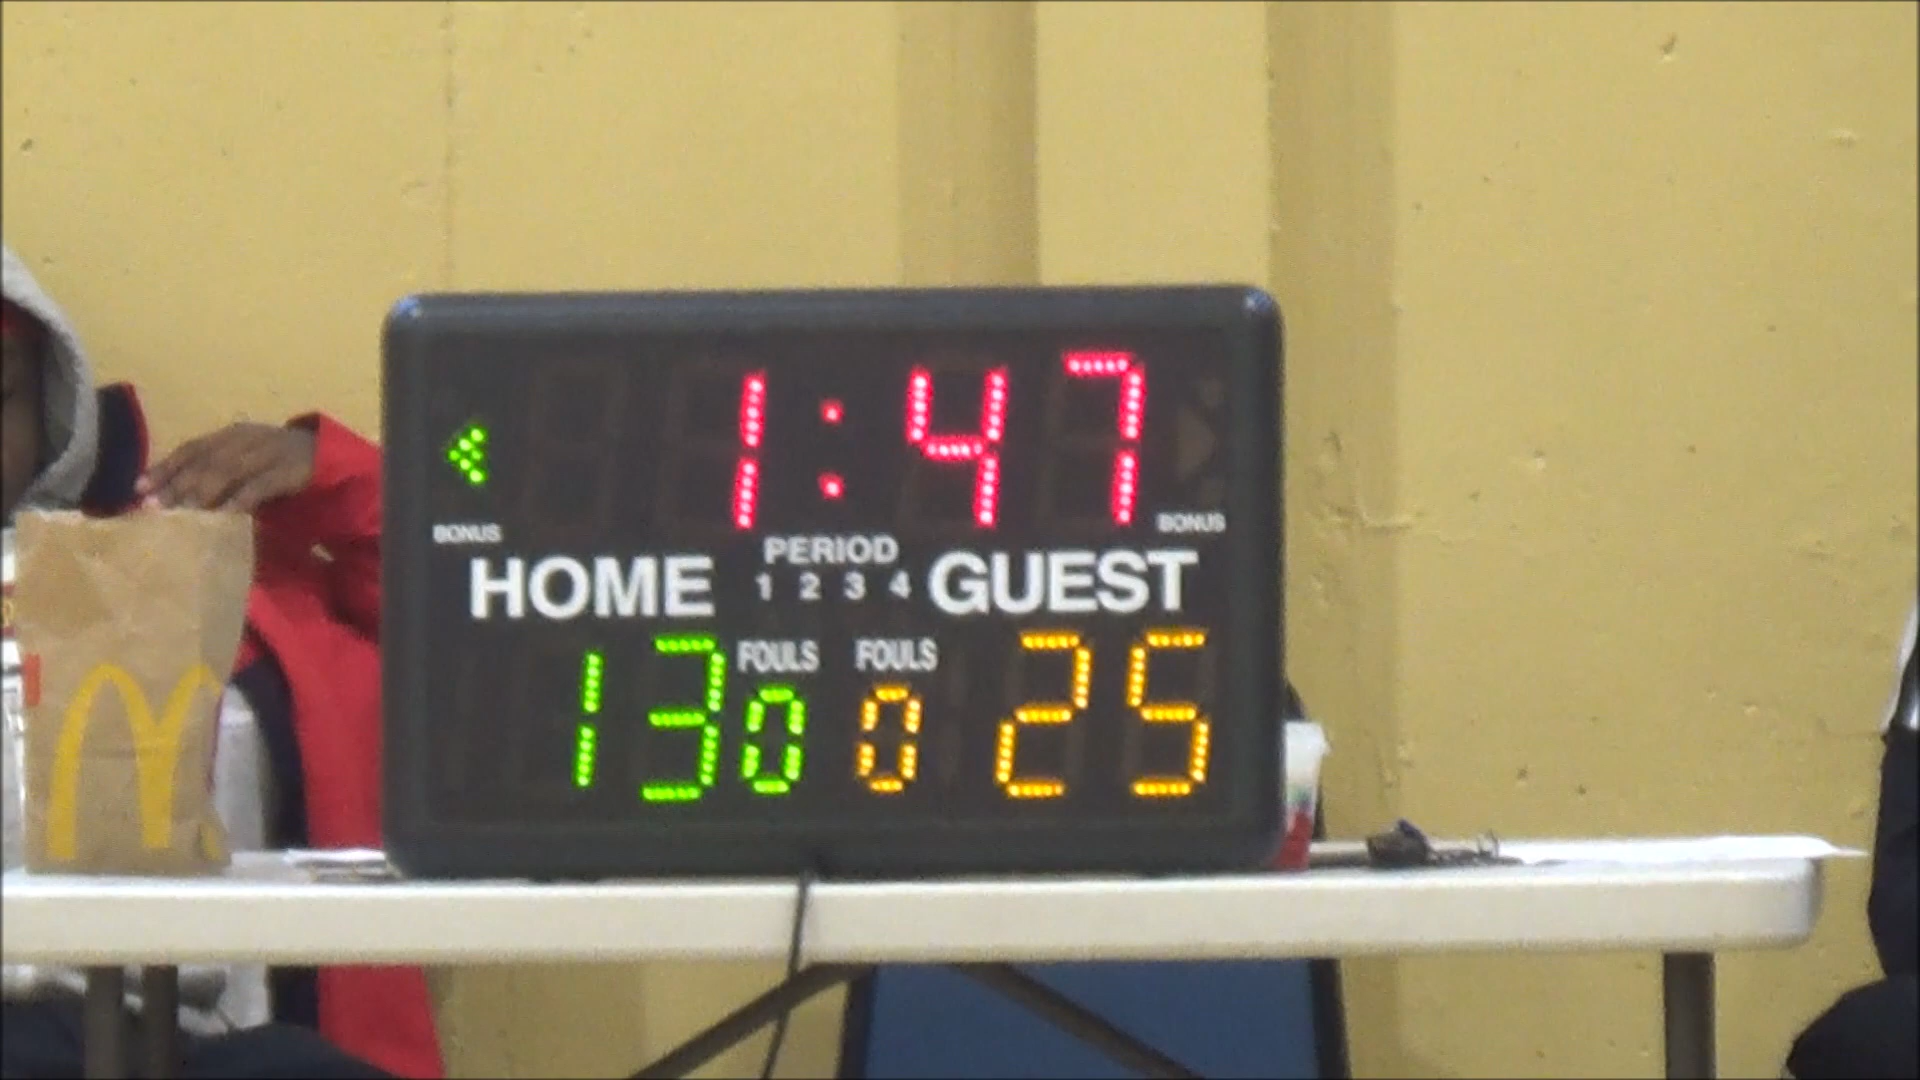 1:47
BONUS
BONUS
PERIOD
HOME
1 2 3 4
GUEST
FOULS
FOULS
13
0
0
25
M